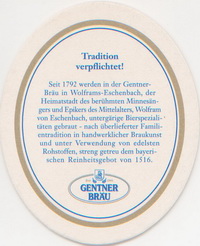 Tradition
verpflichtet!
Seit 1792 werden in der Gentner-
Bräu in Wolframs-Eschenbach, der
Heimatstadt des berühmten Minnesän-
gers und Epikers des Mittelalters, Wolfram
von Eschenbach, untergärige Bierspeziali-
täten gebraut - nach überlieferter Familien-
tradition in handwerklicher Braukunst
und unter Verwendung von edelsten
Rohstoffen, streng getreu dem bayeri-
schen Reinheitsgebot von 1516.
GENTNER
BRÄU